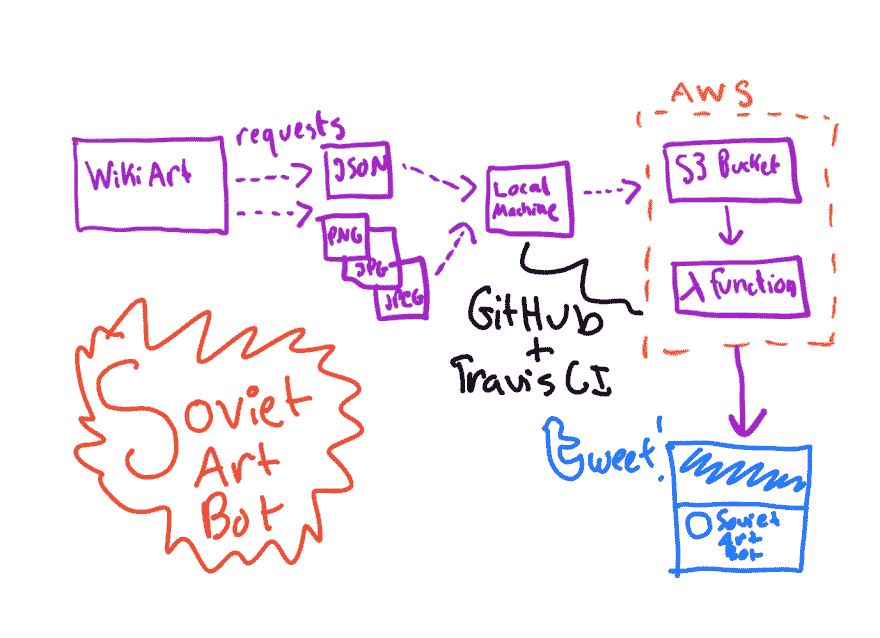 AWS
requests
WikiArt
JSON
PNG
JPG
JPEG
Local
Machine
S3 Bucket
λ function
GitHub
+
Travis CI
Soviet
Art
Bot
tweet!
Soviet
Art
Bot